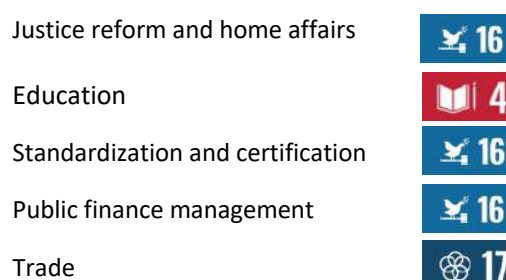 Justice reform and home affairs 16
Education 4
Standardization and certification 16
Public finance management 16
Trade 17